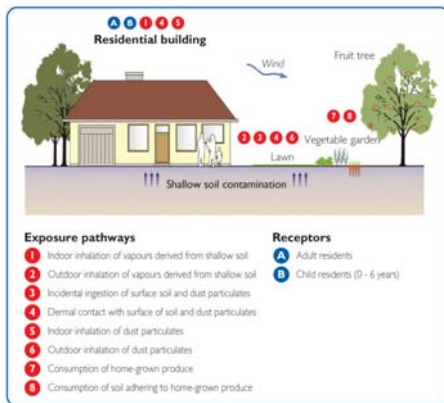 A B 1 4 5
Residential building
Wind
Fruit tree
7 8
2 3 4 6 Vegetable garden
Lawn
Shallow soil contamination
Exposure pathways
1 Indoor inhalation of vapours derived from shallow soil
2 Outdoor inhalation of vapours derived from shallow soil
3 Incidental ingestion of surface soil and dust particulates
4 Dermal contact with surface of soil and dust particulates
5 Indoor inhalation of dust particulates
6 Outdoor inhalation of dust particulates
7 Consumption of home-grown produce
8 Consumption of soil adhering to home-grown produce
Receptors
A Adult residents
B Child residents (0 - 6 years)